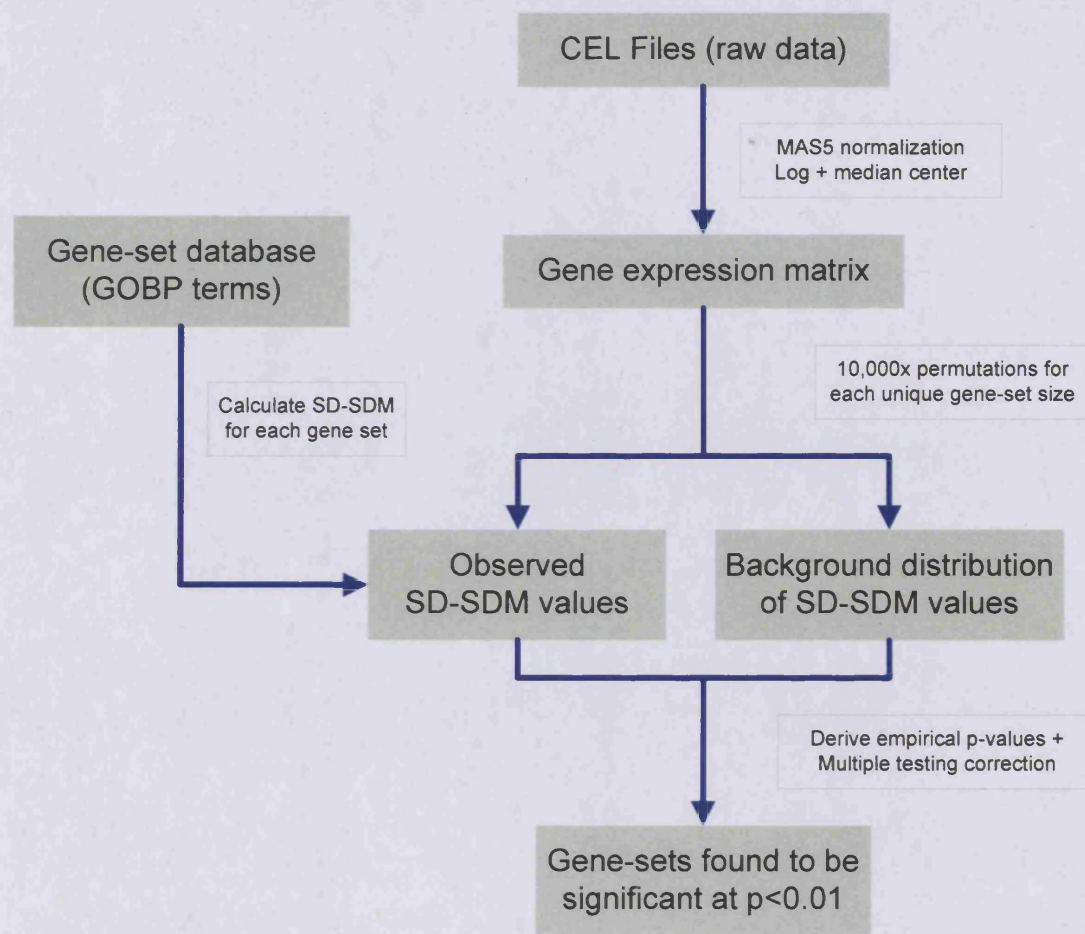 CEL Files (raw data)
MAS5 normalization
Log + median center
Gene-set database
(GOBP terms)
Gene expression matrix
Calculate SD-SDM
for each gene set
10,000x permutations for
each unique gene-set size
Observed
SD-SDM values
Background distribution
of SD-SDM values
Derive empirical p-values +
Multiple testing correction
Gene-sets found to be
significant at p<0.01